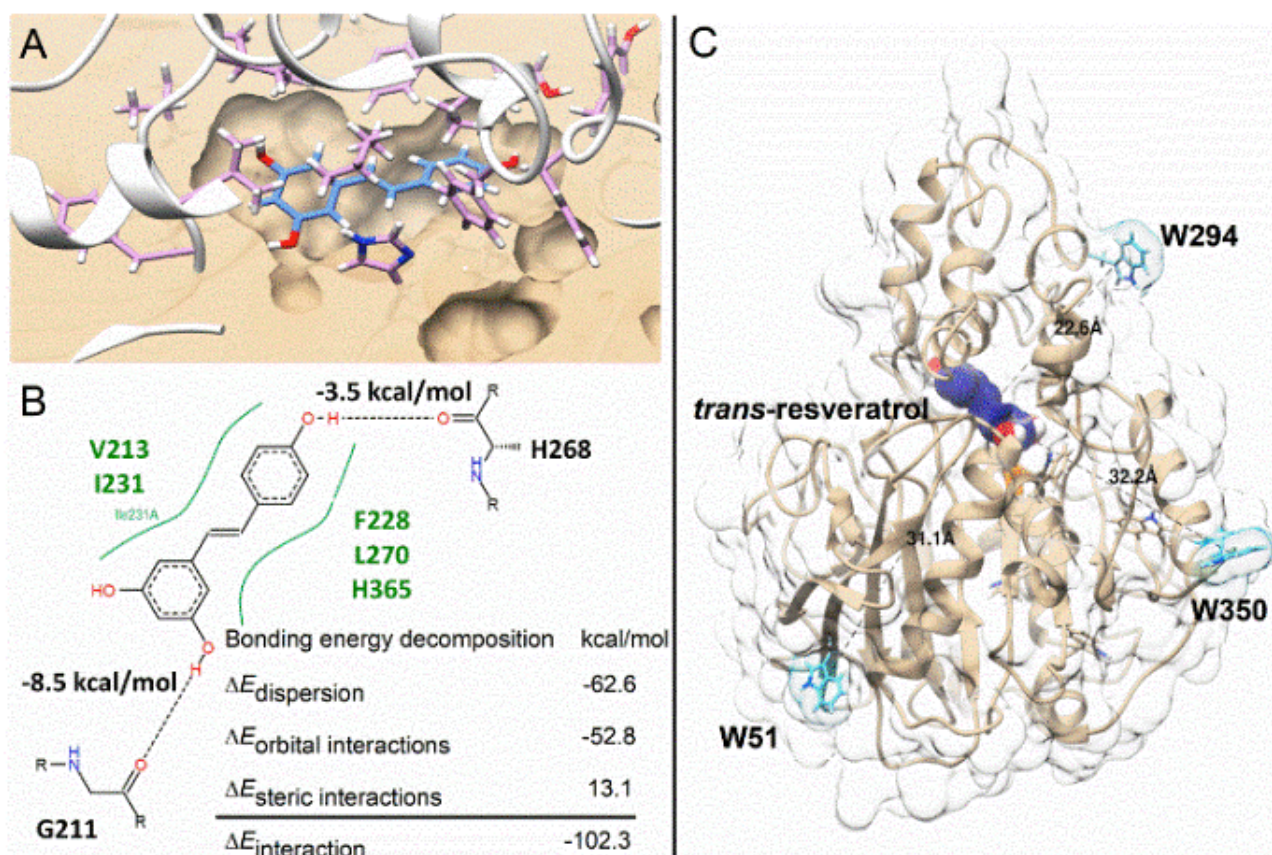 A
B
-3.5 kcal/mol
V213
I231
Ile231A
O
H
O
R
H268
H
N
R
F228
L270
H365
HO
O
H
-8.5 kcal/mol
R
H
N
O
R
G211
Bonding energy decomposition kcal/mol
ΔEdispersion -62.6
ΔEorbital interactions -52.8
ΔEsteric interactions 13.1
ΔEinteraction -102.3
C
W294
22.6Å
trans-resveratrol
32.2Å
31.1Å
W350
W51